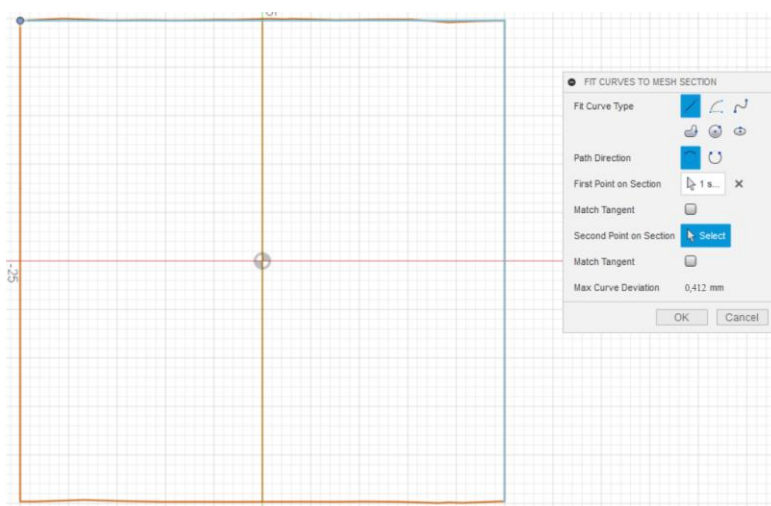 FIT CURVES TO MESH SECTION
Fit Curve Type
Path Direction
First Point on Section 1 s...
Match Tangent
Second Point on Section Select
Match Tangent
Max Curve Deviation 0,412 mm
OK Cancel
-25